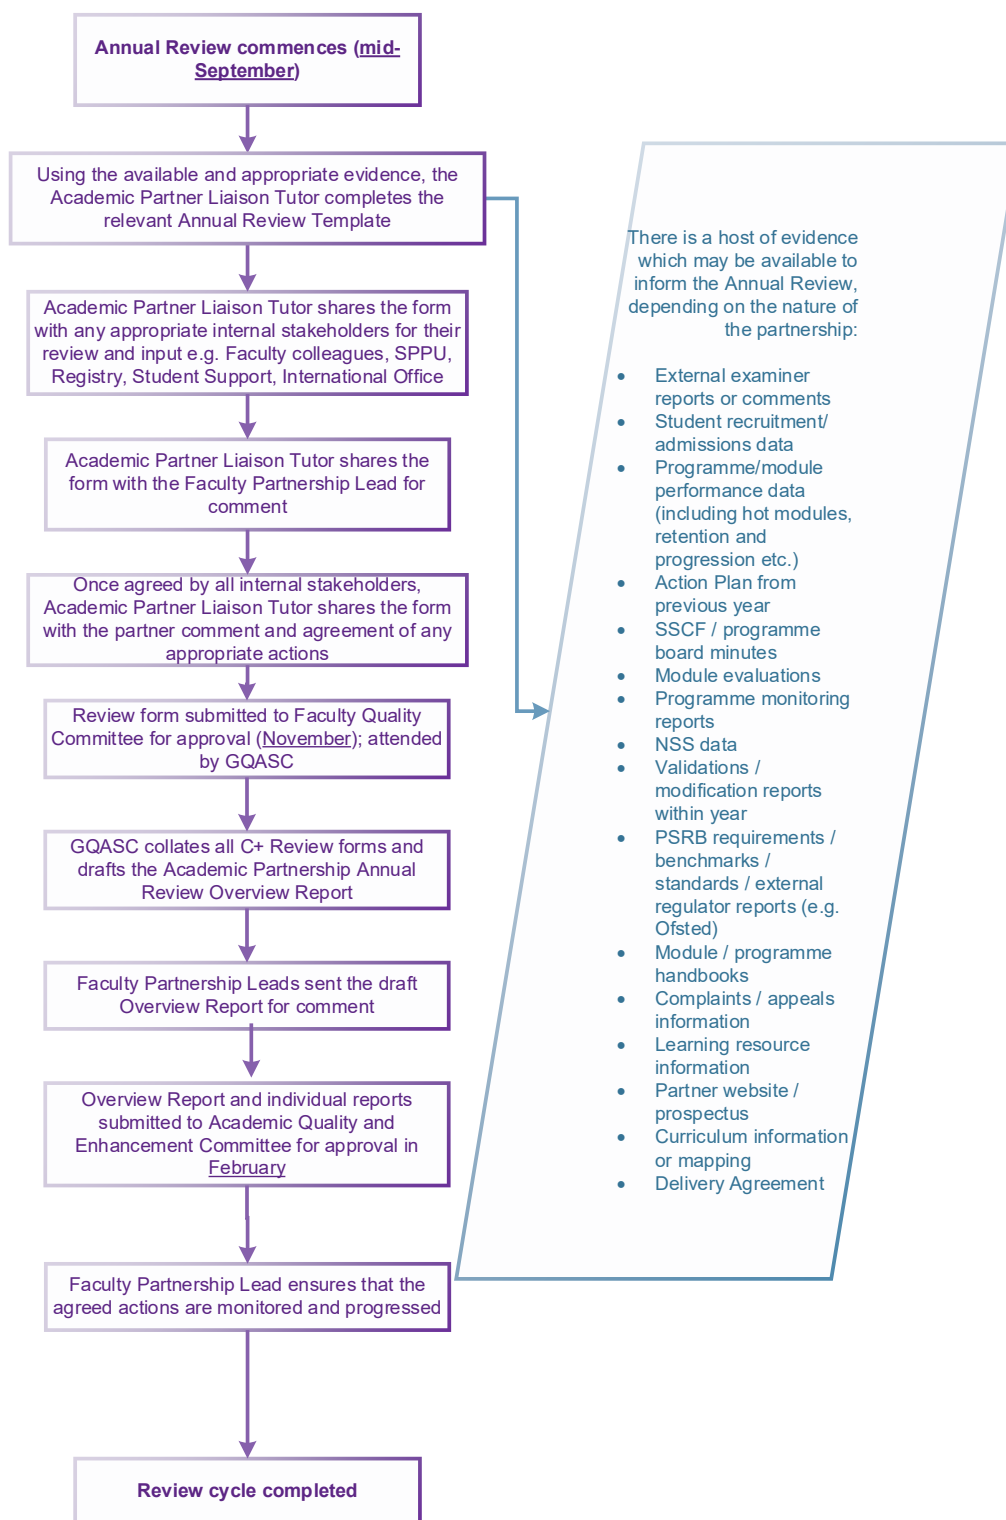 Annual Review commences (mid-
September)
Using the available and appropriate evidence, the
Academic Partner Liaison Tutor completes the
relevant Annual Review Template
Academic Partner Liaison Tutor shares the form
with any appropriate internal stakeholders for their
review and input e.g. Faculty colleagues, SPPU,
Registry, Student Support, International Office
Academic Partner Liaison Tutor shares the
form with the Faculty Partnership Lead for
comment
Once agreed by all internal stakeholders,
Academic Partner Liaison Tutor shares the form
with the partner comment and agreement of any
appropriate actions
Review form submitted to Faculty Quality
Committee for approval (November); attended
by GQASC
GQASC collates all C+ Review forms and
drafts the Academic Partnership Annual
Review Overview Report
Faculty Partnership Leads sent the draft
Overview Report for comment
Overview Report and individual reports
submitted to Academic Quality and
Enhancement Committee for approval in
February
Faculty Partnership Lead ensures that the
agreed actions are monitored and progressed
Review cycle completed
There is a host of evidence
which may be available to
inform the Annual Review,
depending on the nature of
the partnership:
• External examiner
reports or comments
• Student recruitment/
admissions data
• Programme/module
performance data
(including hot modules,
retention and
progression etc.)
• Action Plan from
previous year
• SSCF / programme
board minutes
• Module evaluations
• Programme monitoring
reports
• NSS data
• Validations /
modification reports
within year
• PSRB requirements /
benchmarks /
standards / external
regulator reports (e.g.
Ofsted)
• Module / programme
handbooks
• Complaints / appeals
information
• Learning resource
information
• Partner website /
prospectus
• Curriculum information
or mapping
• Delivery Agreement